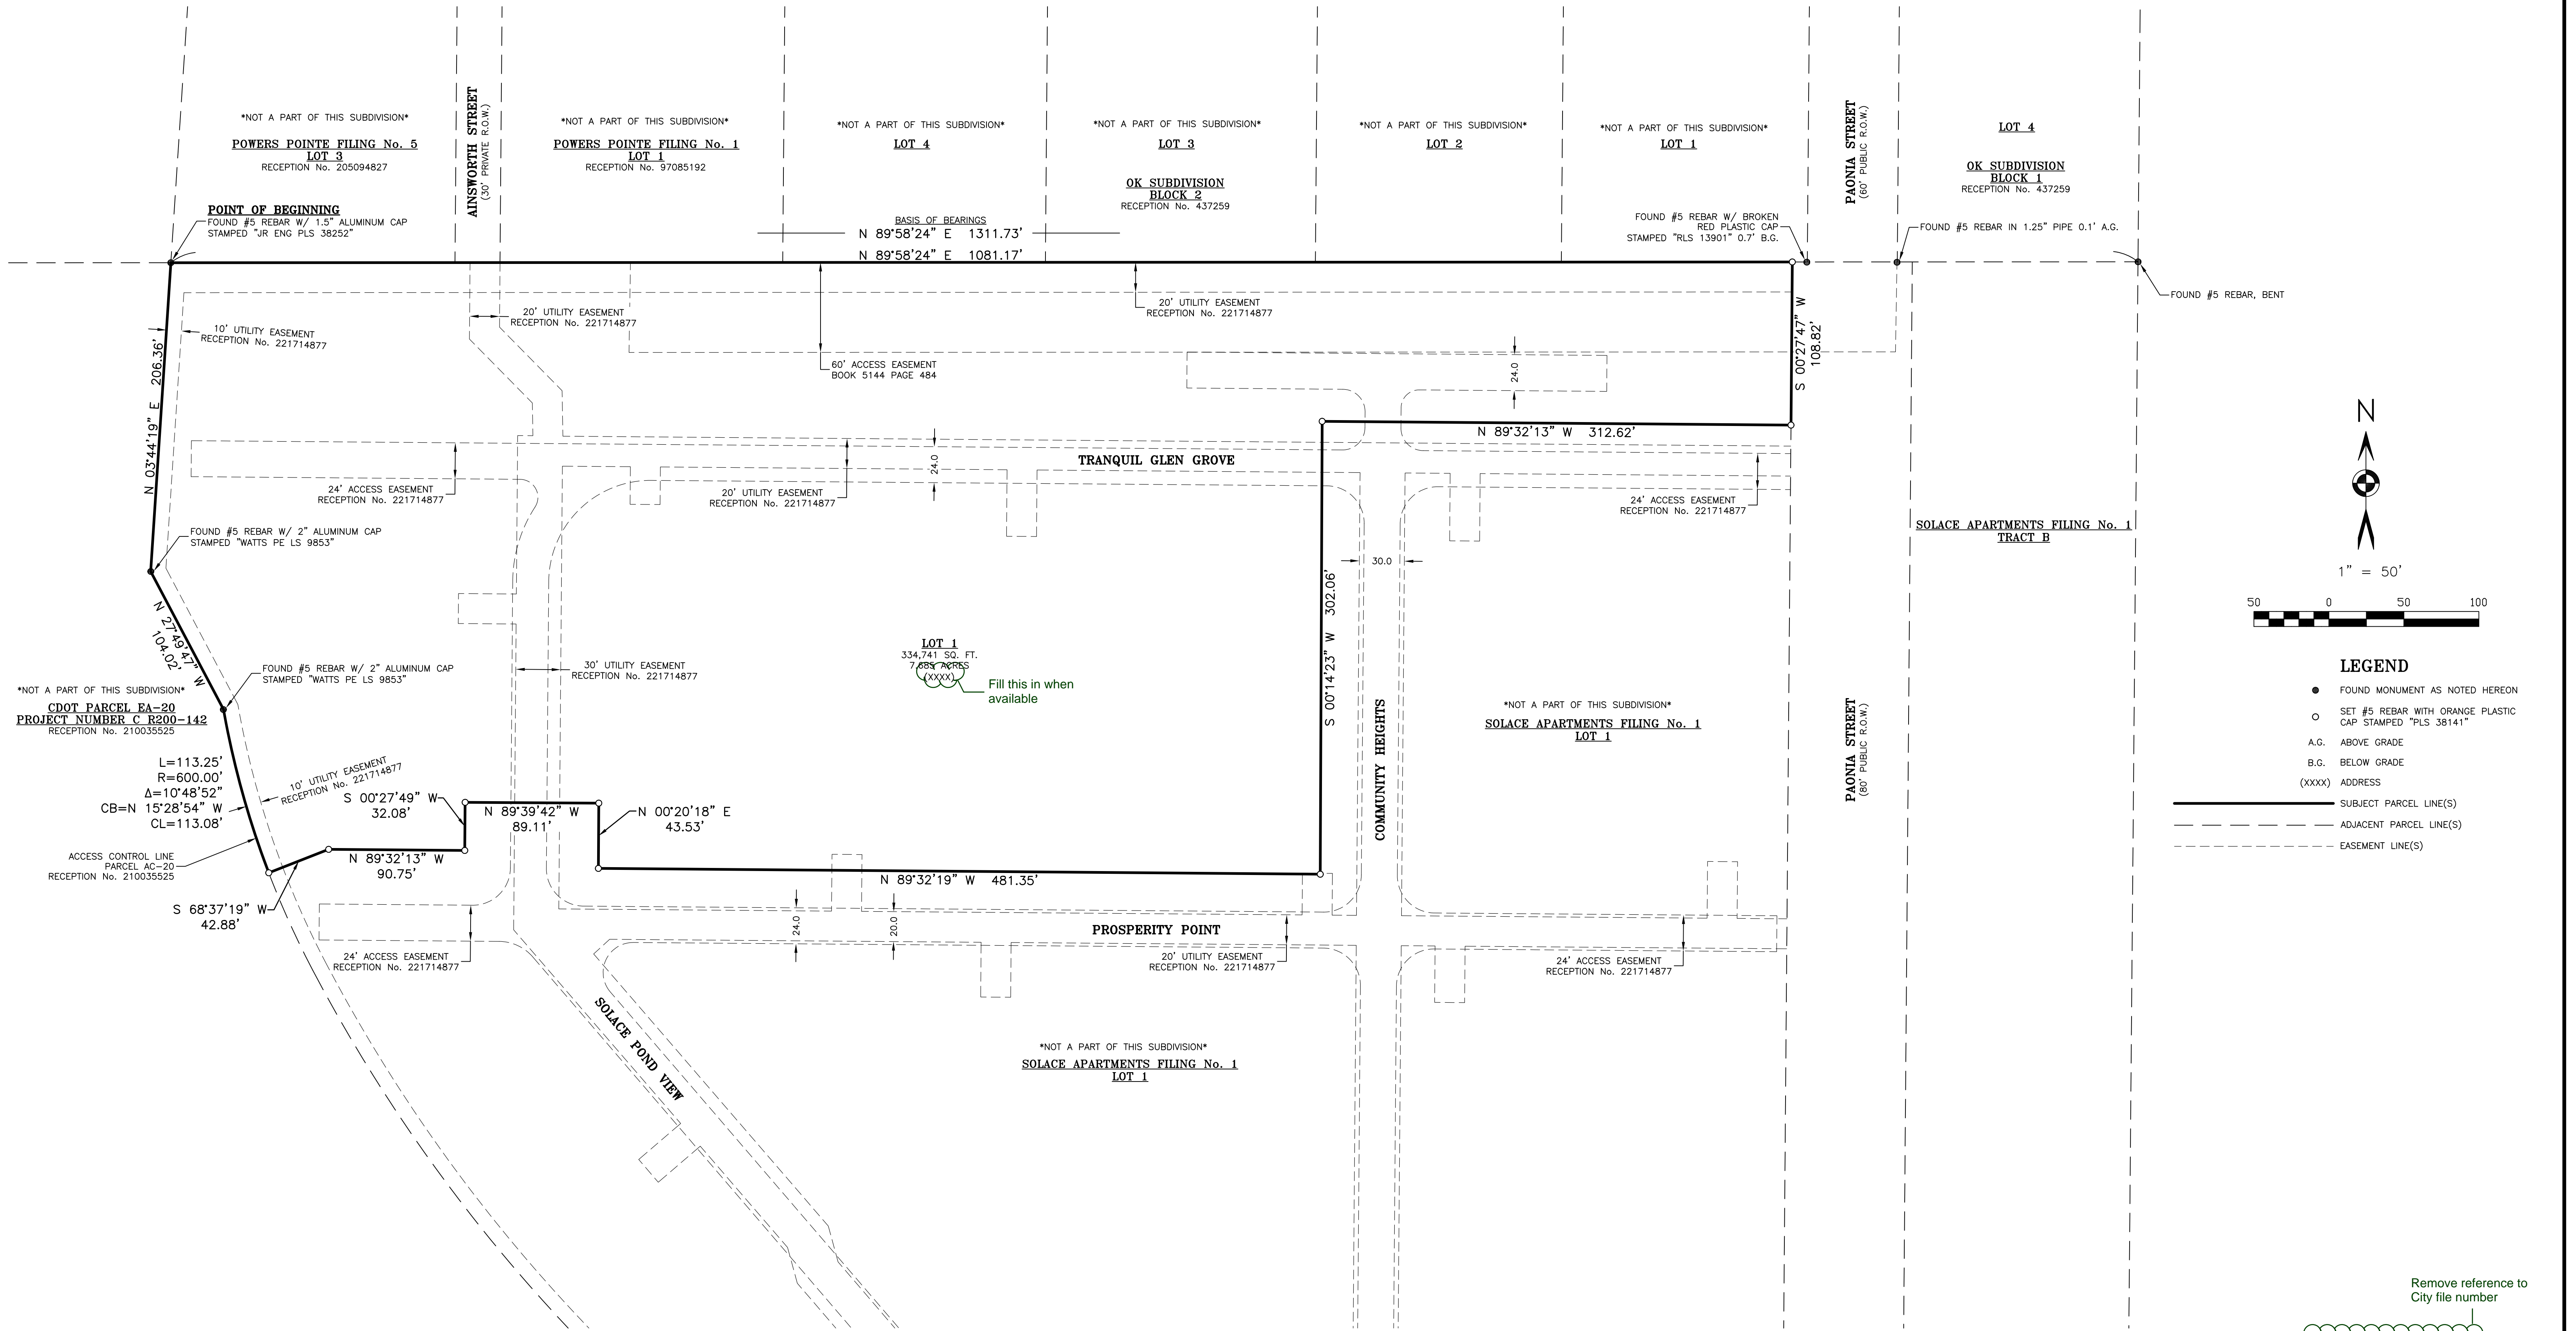 *NOT A PART OF THIS SUBDIVISION*
POWERS POINTE FILING No. 5
LOT 3
RECEPTION No. 205094827
AINSWORTH STREET
(30' PRIVATE R.O.W.)
*NOT A PART OF THIS SUBDIVISION*
POWERS POINTE FILING No. 1
LOT 1
RECEPTION No. 97085192
*NOT A PART OF THIS SUBDIVISION*
LOT 4
*NOT A PART OF THIS SUBDIVISION*
LOT 3
OK SUBDIVISION
BLOCK 2
RECEPTION No. 437259
*NOT A PART OF THIS SUBDIVISION*
LOT 2
*NOT A PART OF THIS SUBDIVISION*
LOT 1
PAONIA STREET
(60' PUBLIC R.O.W.)
LOT 4
OK SUBDIVISION
BLOCK 1
RECEPTION No. 437259
POINT OF BEGINNING
FOUND #5 REBAR W/ 1.5" ALUMINUM CAP
STAMPED "JR ENG PLS 38252"
BASIS OF BEARINGS
N 89°58'24" E 1311.73'
N 89°58'24" E 1081.17'
FOUND #5 REBAR W/ BROKEN
RED PLASTIC CAP
STAMPED "RLS 13901" 0.7' B.G.
FOUND #5 REBAR IN 1.25" PIPE 0.1' A.G.
FOUND #5 REBAR, BENT
10' UTILITY EASEMENT
RECEPTION No. 221714877
20' UTILITY EASEMENT
RECEPTION No. 221714877
60' ACCESS EASEMENT
BOOK 5144 PAGE 484
20' UTILITY EASEMENT
RECEPTION No. 221714877
24.0
S 00°27'47" W
108.82'
N 03°44'19" E 206.36'
N 89°32'13" W 312.62'
24.0
TRANQUIL GLEN GROVE
24' ACCESS EASEMENT
RECEPTION No. 221714877
20' UTILITY EASEMENT
RECEPTION No. 221714877
24' ACCESS EASEMENT
RECEPTION No. 221714877
FOUND #5 REBAR W/ 2" ALUMINUM CAP
STAMPED "WATTS PE LS 9853"
30.0
SOLACE APARTMENTS FILING No. 1
TRACT B
N
1" = 50'
50 0 50 100
N 27°49'47" W
104.02'
S 00°14'23" W 302.06'
LOT 1
334,741 SQ. FT.
7.685 ACRES
(XXXX)
Fill this in when
available
FOUND #5 REBAR W/ 2" ALUMINUM CAP
STAMPED "WATTS PE LS 9853"
30' UTILITY EASEMENT
RECEPTION No. 221714877
*NOT A PART OF THIS SUBDIVISION*
CDOT PARCEL EA-20
PROJECT NUMBER C R200-142
RECEPTION No. 210035525
COMMUNITY HEIGHTS
*NOT A PART OF THIS SUBDIVISION*
SOLACE APARTMENTS FILING No. 1
LOT 1
PAONIA STREET
(80' PUBLIC R.O.W.)
LEGEND
FOUND MONUMENT AS NOTED HEREON
SET #5 REBAR WITH ORANGE PLASTIC
CAP STAMPED "PLS 38141"
A.G. ABOVE GRADE
B.G. BELOW GRADE
(XXXX) ADDRESS
SUBJECT PARCEL LINE(S)
ADJACENT PARCEL LINE(S)
EASEMENT LINE(S)
L=113.25'
R=600.00'
Δ=10°48'52"
CB=N 15°28'54" W
CL=113.08'
10' UTILITY EASEMENT
RECEPTION No. 221714877
S 00°27'49" W
32.08'
N 89°39'42" W
89.11'
N 00°20'18" E
43.53'
ACCESS CONTROL LINE
PARCEL AC-20
RECEPTION No. 210035525
N 89°32'13" W
90.75'
N 89°32'19" W 481.35'
S 68°37'19" W
42.88'
24.0
20.0
PROSPERITY POINT
24' ACCESS EASEMENT
RECEPTION No. 221714877
20' UTILITY EASEMENT
RECEPTION No. 221714877
24' ACCESS EASEMENT
RECEPTION No. 221714877
SOLACE POND VIEW
*NOT A PART OF THIS SUBDIVISION*
SOLACE APARTMENTS FILING No. 1
LOT 1
Remove reference to
City file number